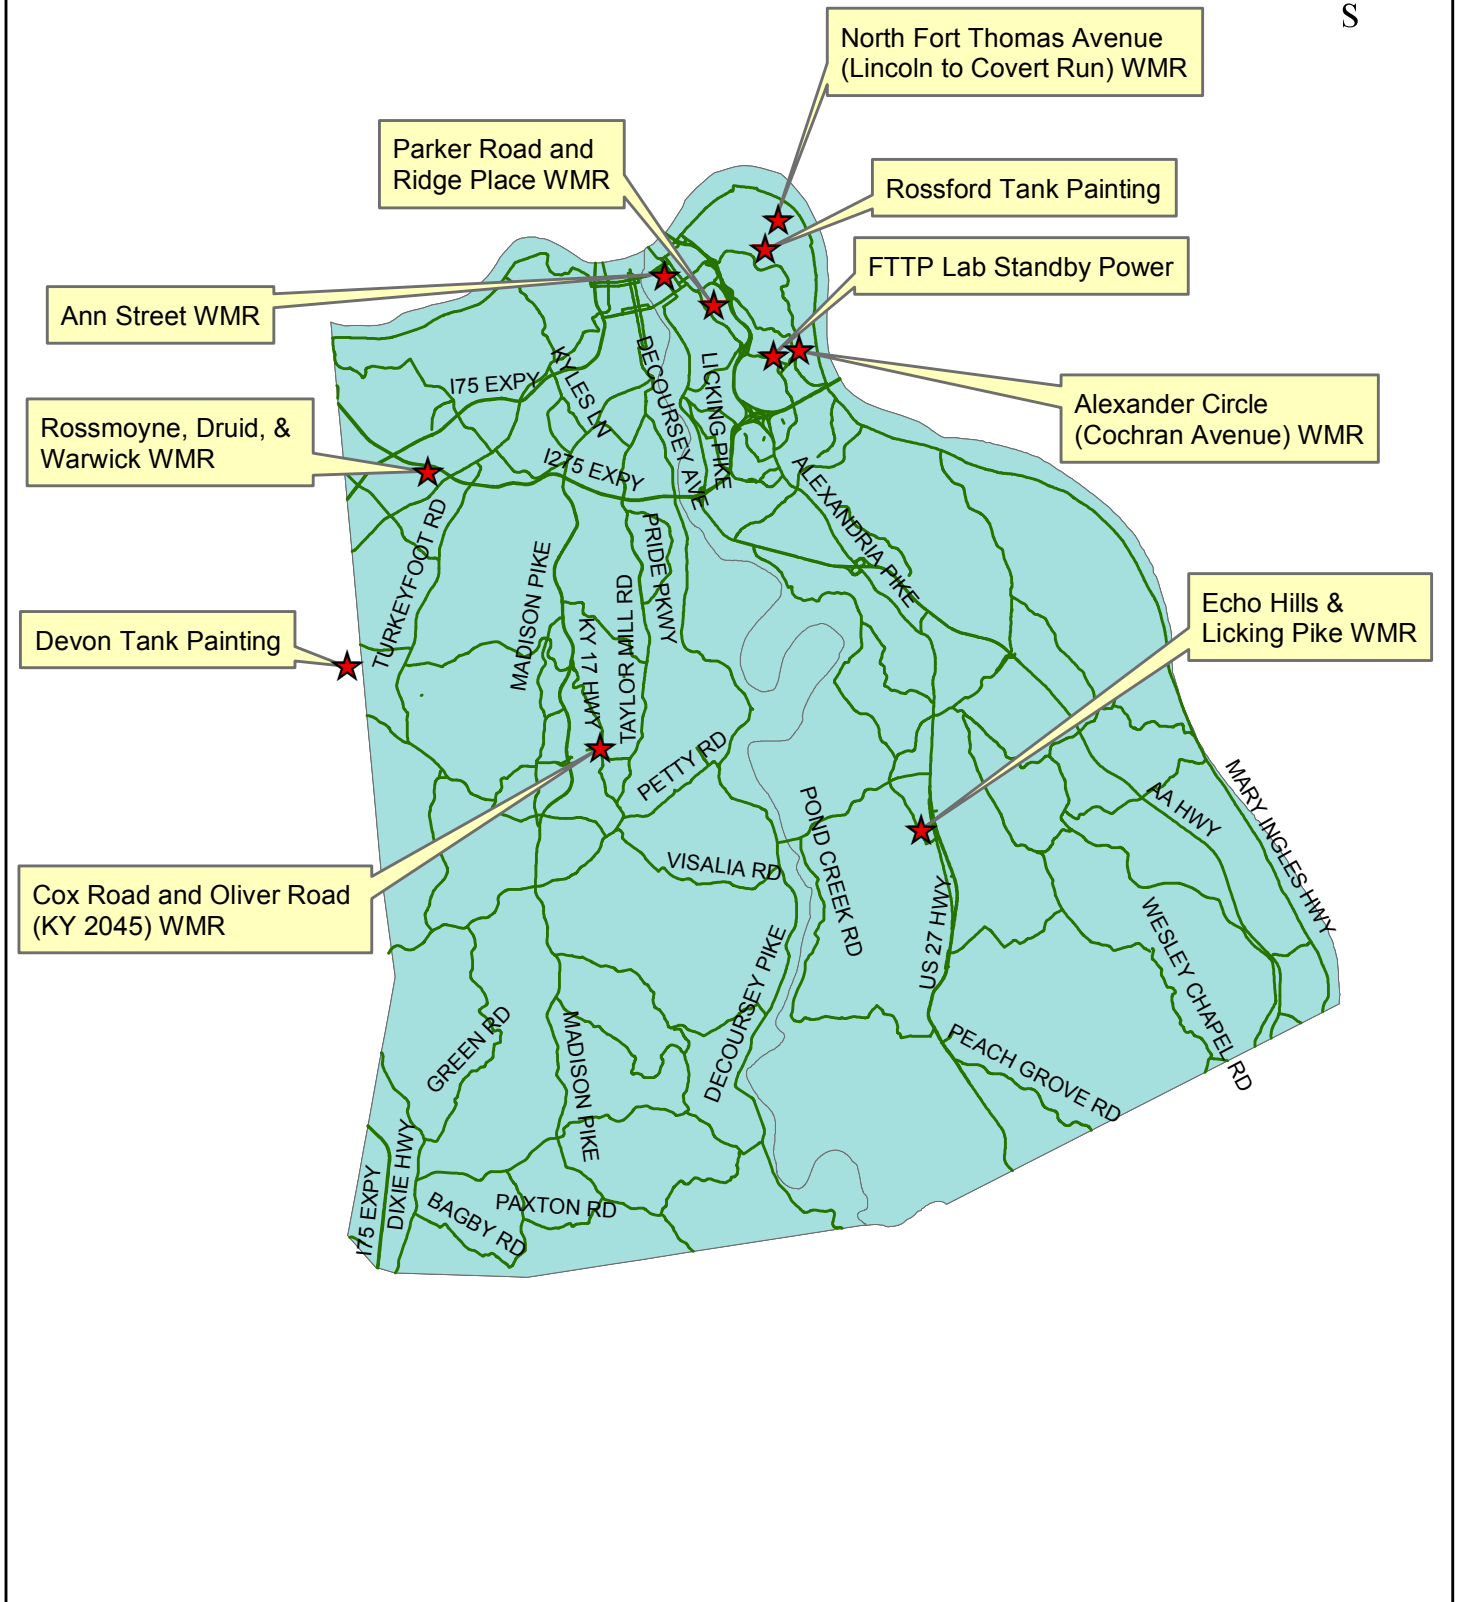 S
North Fort Thomas Avenue
(Lincoln to Covert Run) WMR
Parker Road and
Ridge Place WMR
Rossford Tank Painting
FTTP Lab Standby Power
Ann Street WMR
Alexander Circle
(Cochran Avenue) WMR
Rossmoyne, Druid, &
Warwick WMR
Echo Hills &
Licking Pike WMR
Devon Tank Painting
Cox Road and Oliver Road
(KY 2045) WMR
I75 EXPY
KYLES LN
DECOURSEY AVE
LICKING PIKE
I275 EXPY
ALEXANDRIA PIKE
TURKEYFOOT RD
MADISON PIKE
PRIDE PKWY
KY 17 HWY
TAYLOR MILL RD
PETTY RD
VISALIA RD
POND CREEK RD
US 27 HWY
AA HWY
MARY INGLES HWY
WESLEY CHAPEL RD
DECOURSEY PIKE
GREEN RD
MADISON PIKE
PEACH GROVE RD
I75 EXPY
DIXIE HWY
BAGBY RD
PAXTON RD